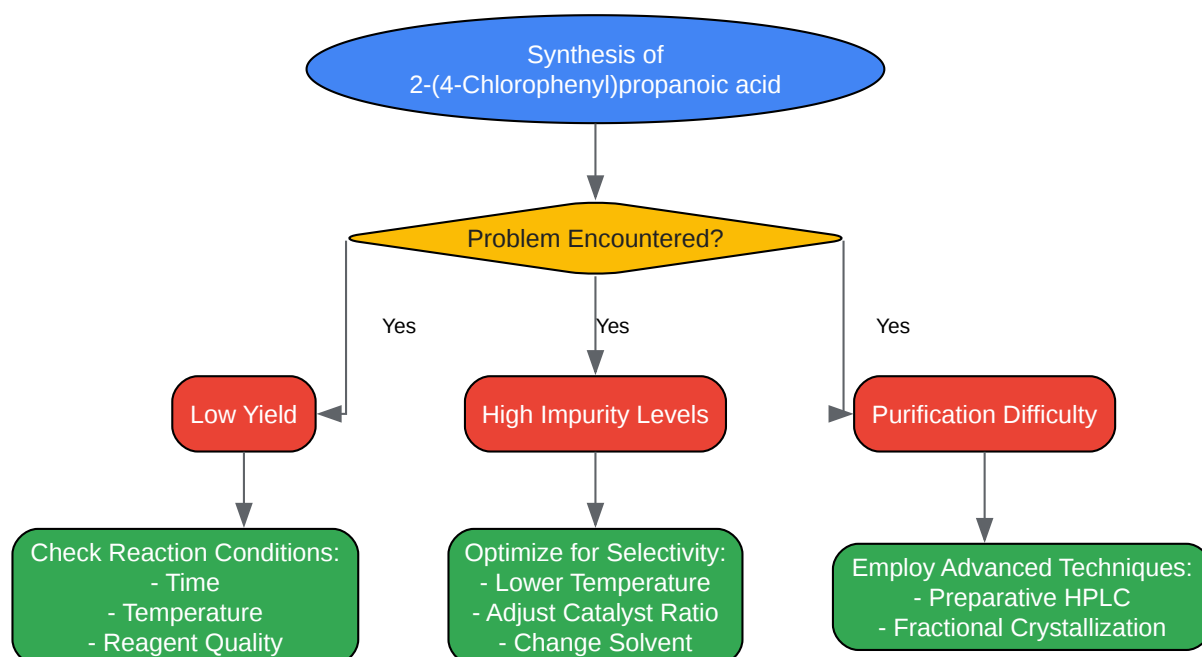 Synthesis of
2-(4-Chlorophenyl)propanoic acid
Problem Encountered?
Yes
Yes
Yes
Low Yield
High Impurity Levels
Purification Difficulty
Check Reaction Conditions:
- Time
- Temperature
- Reagent Quality
Optimize for Selectivity:
- Lower Temperature
- Adjust Catalyst Ratio
- Change Solvent
Employ Advanced Techniques:
- Preparative HPLC
- Fractional Crystallization